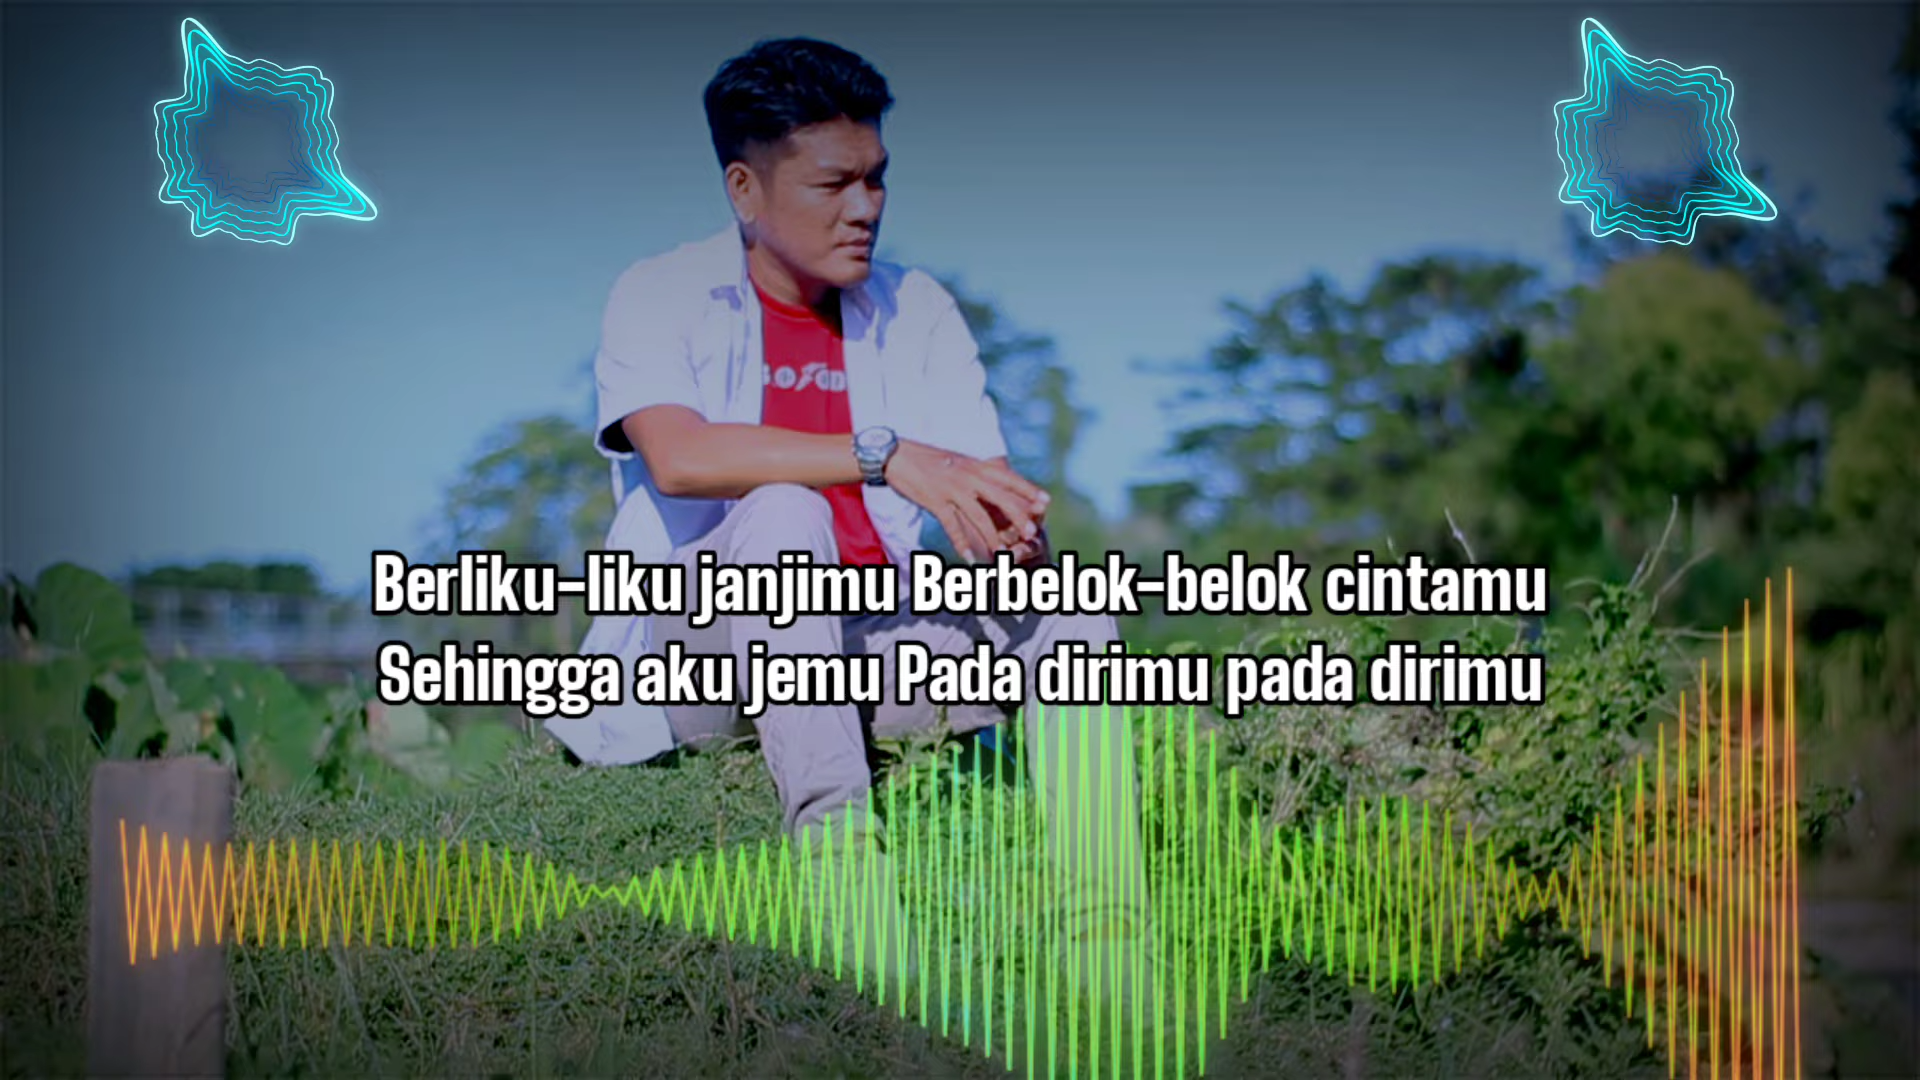 Berliku-liku janjimu Berbelok-belok cintamu
Sehingga aku jemu Pada dirimu pada dirimu